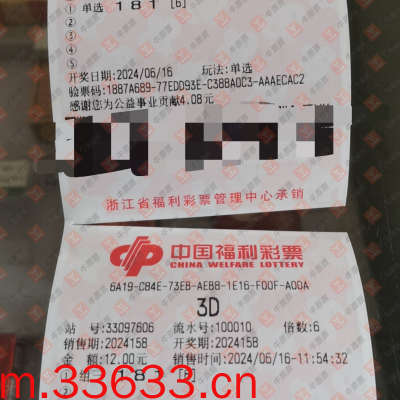 ① 单选 181 [6]
②
③
④
⑤
开奖日期:2024/06/16 玩法:单选
验票码:1887A689-77EDD93E-C388A0C3-AAAECAC2
感谢您为公益事业贡献4.08元
浙江省福利彩票管理中心承销
中国福利彩票
CHINA WELFARE LOTTERY
6A19-C84E-73EB-AEB8-1E16-F00F-A00A
3D
站 号:33097606 流水号:100010 倍数:6
销售期:2024158 开奖期:2024158
金 额:12.00元 销售时间:2024/06/16-11:54:32
① 组 181 [6]
m.33633.cn